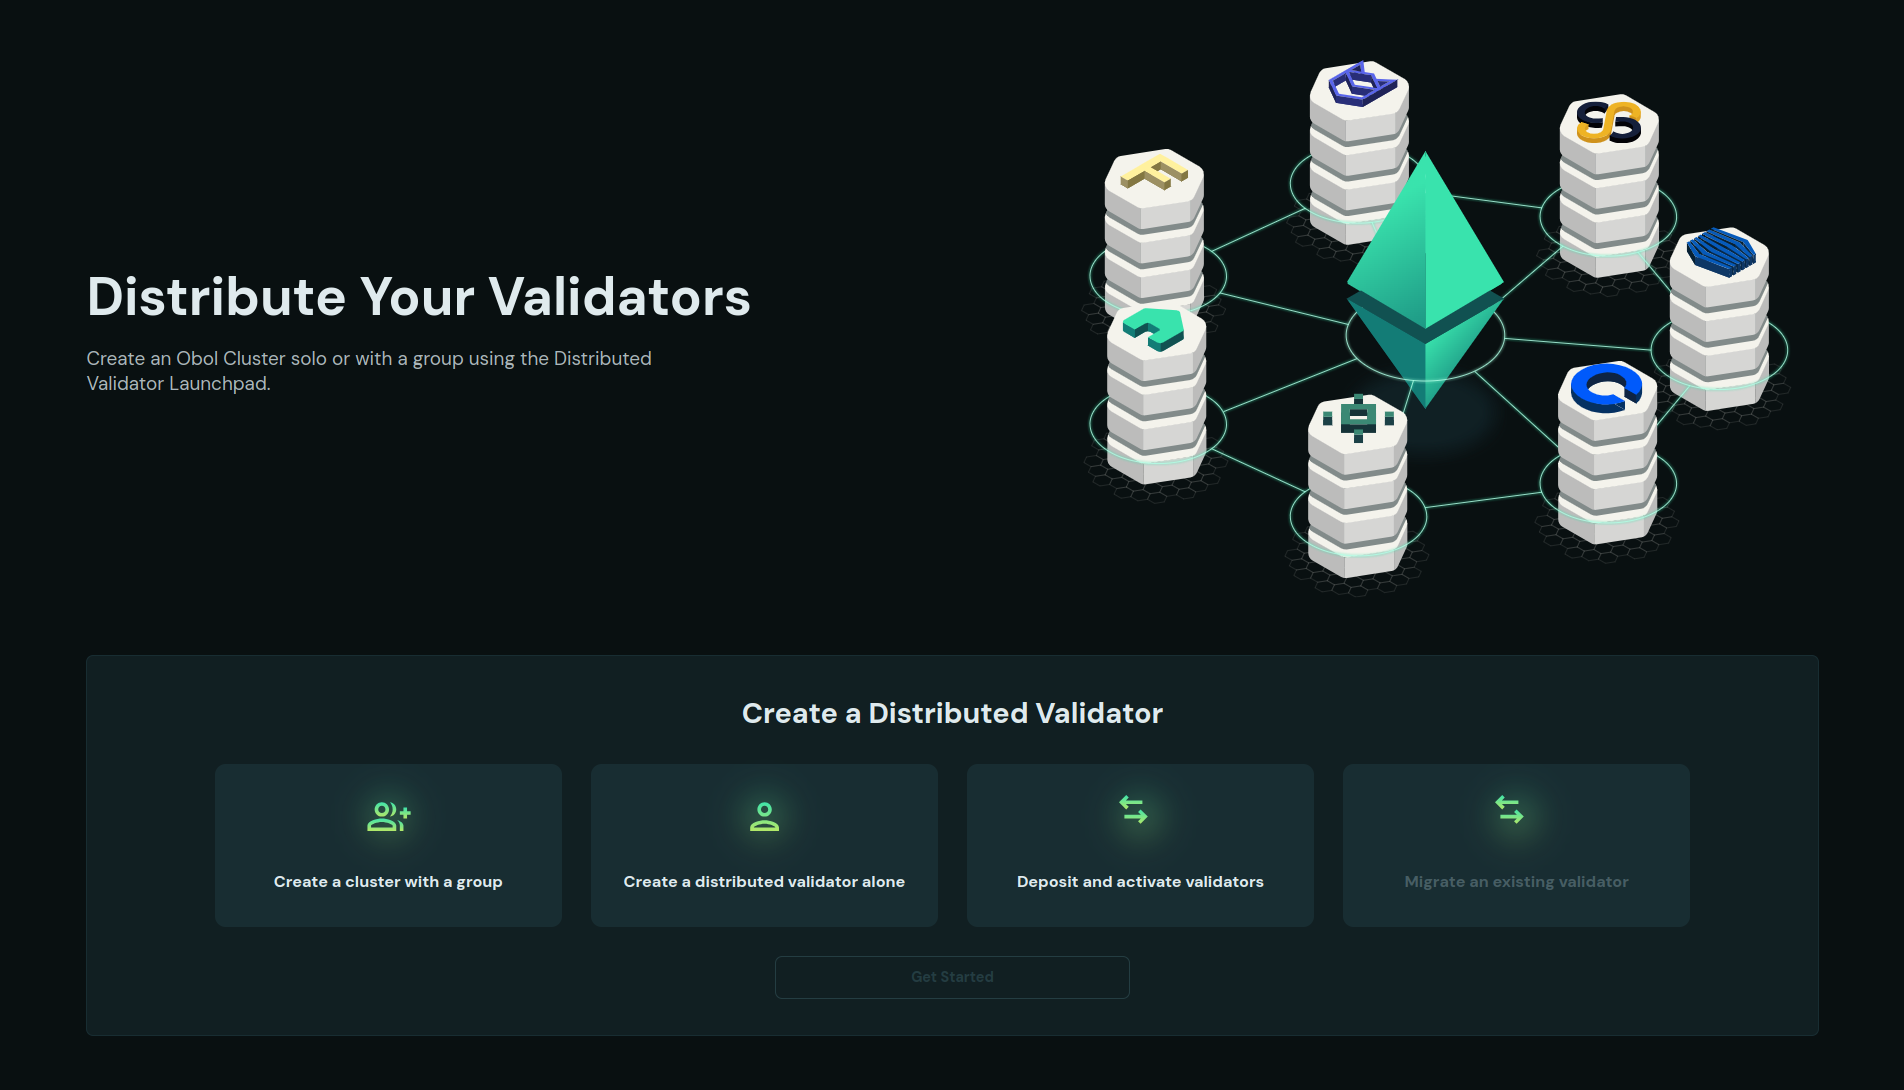 Distribute Your Validators
Create an Obol Cluster solo or with a group using the Distributed
Validator Launchpad.
Create a Distributed Validator
Create a cluster with a group
Create a distributed validator alone
Deposit and activate validators
Migrate an existing validator
Get Started